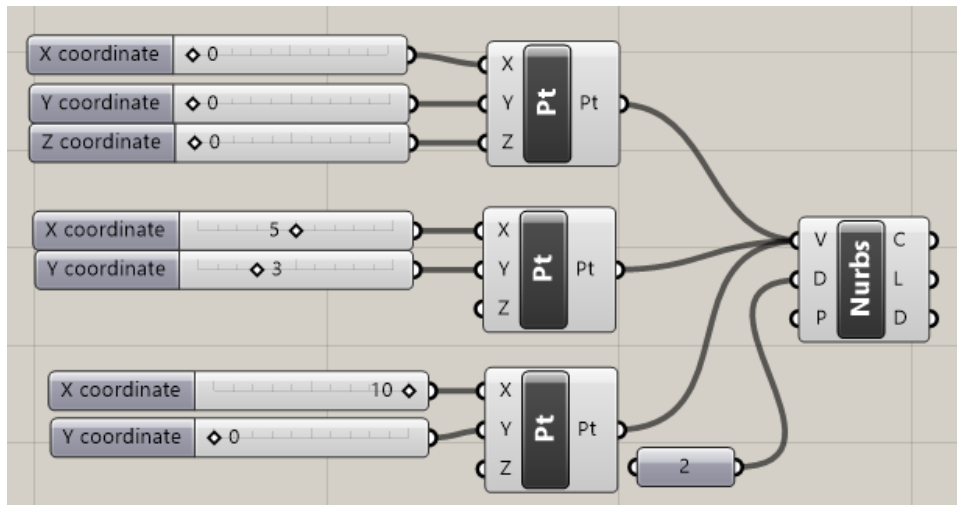 X coordinate 0
Y coordinate 0
Z coordinate 0
X Y Z Pt Pt
X coordinate 5
Y coordinate 3
X Y Z Pt Pt
V D P Nurbs C L D
X coordinate 10
Y coordinate 0
X Y Z Pt Pt
2